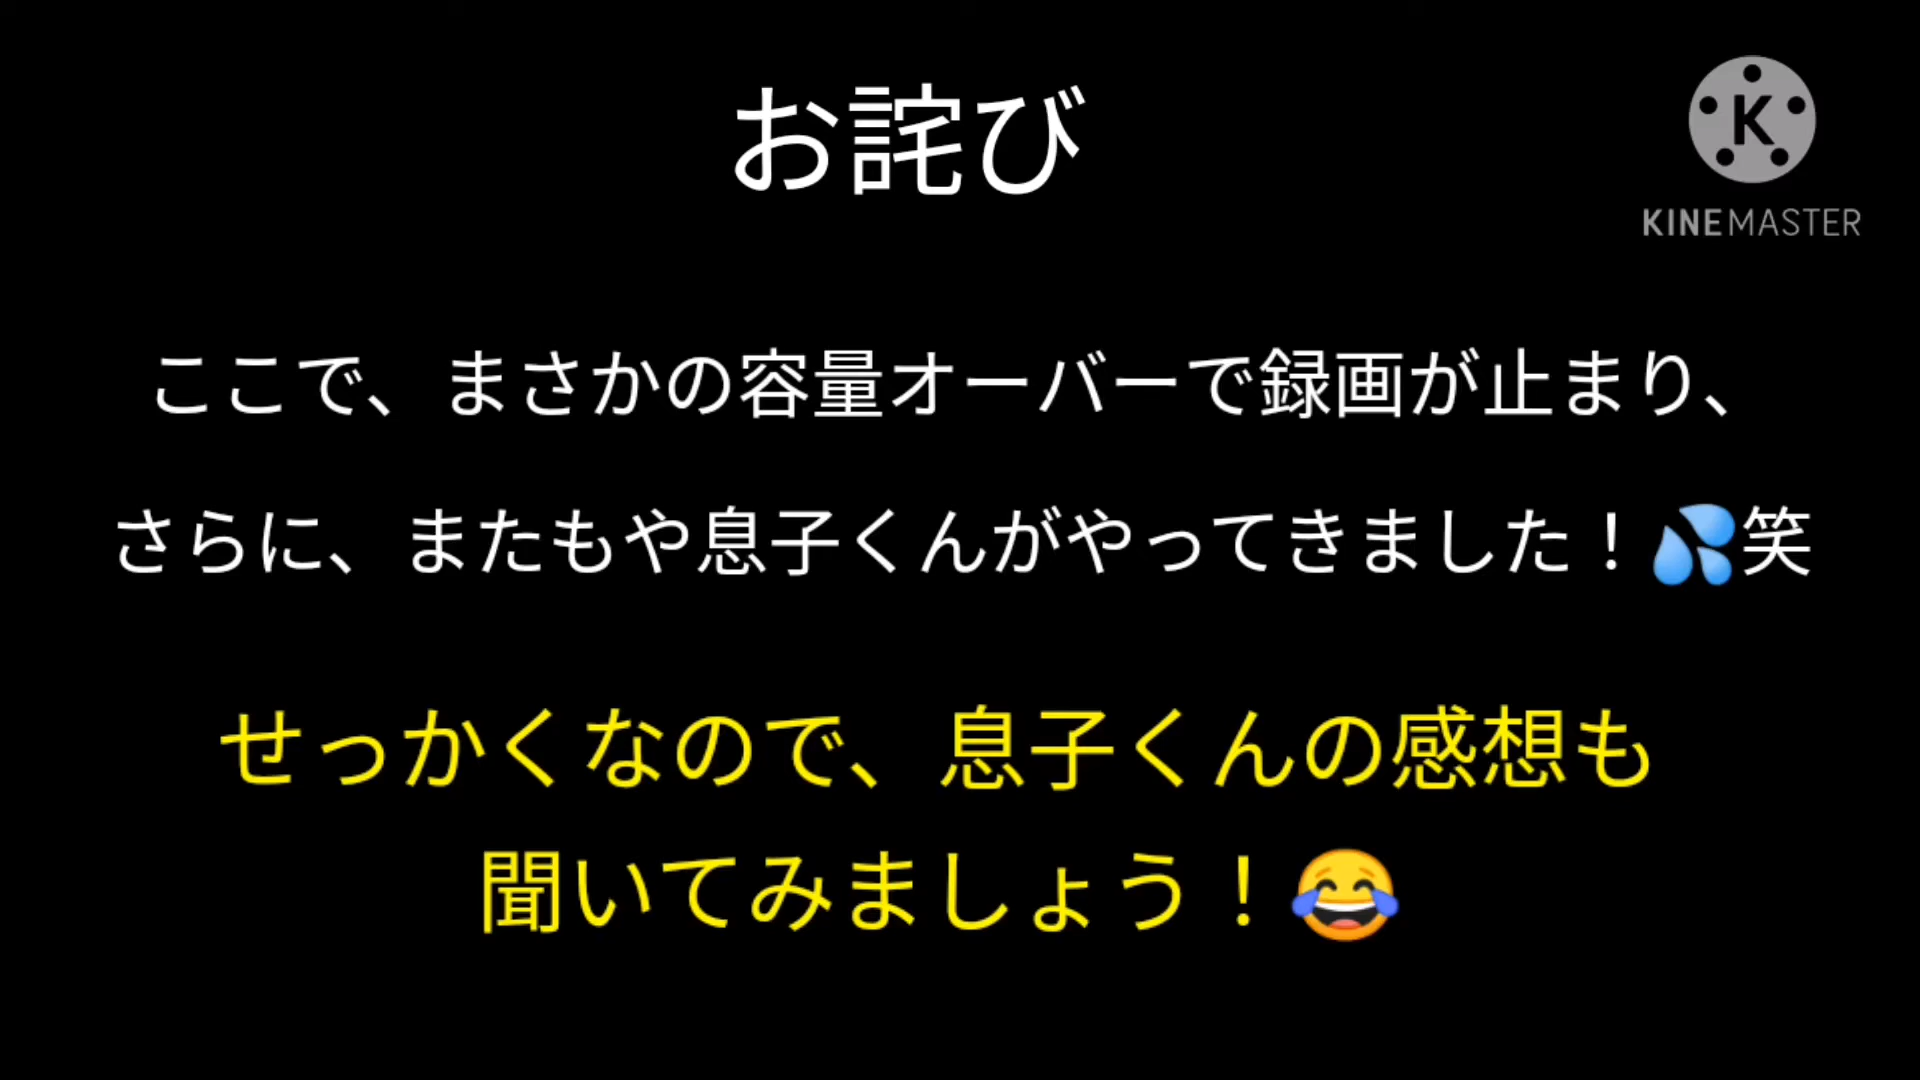 お詫び
K
KINEMASTER
ここで、まさかの容量オーバーで録画が止まり、
さらに、またもや息子くんがやってきました！💦笑
せっかくなので、息子くんの感想も
聞いてみましょう！😂